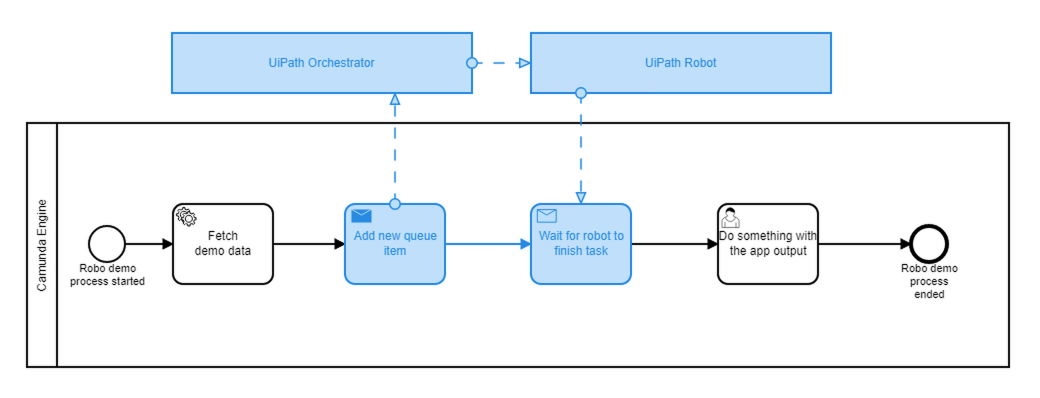 UiPath Orchestrator
UiPath Robot
Camunda Engine
Robo demo
process started
Fetch
demo data
Add new queue
item
Wait for robot to
finish task
Do something with
the app output
Robo demo
process
ended